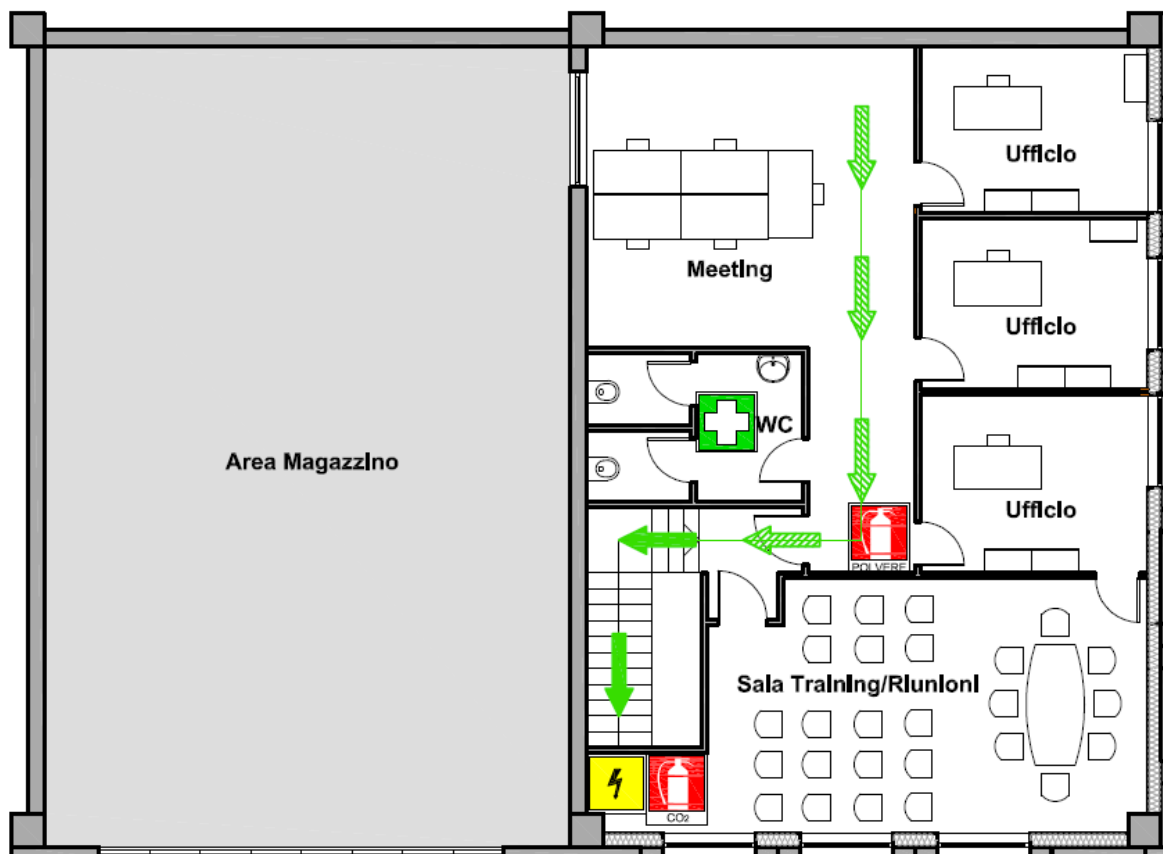 Ufficio
Meeting
Ufficio
WC
Area Magazzino
Ufficio
POLVERE
Sala Training/Riunioni
CO2